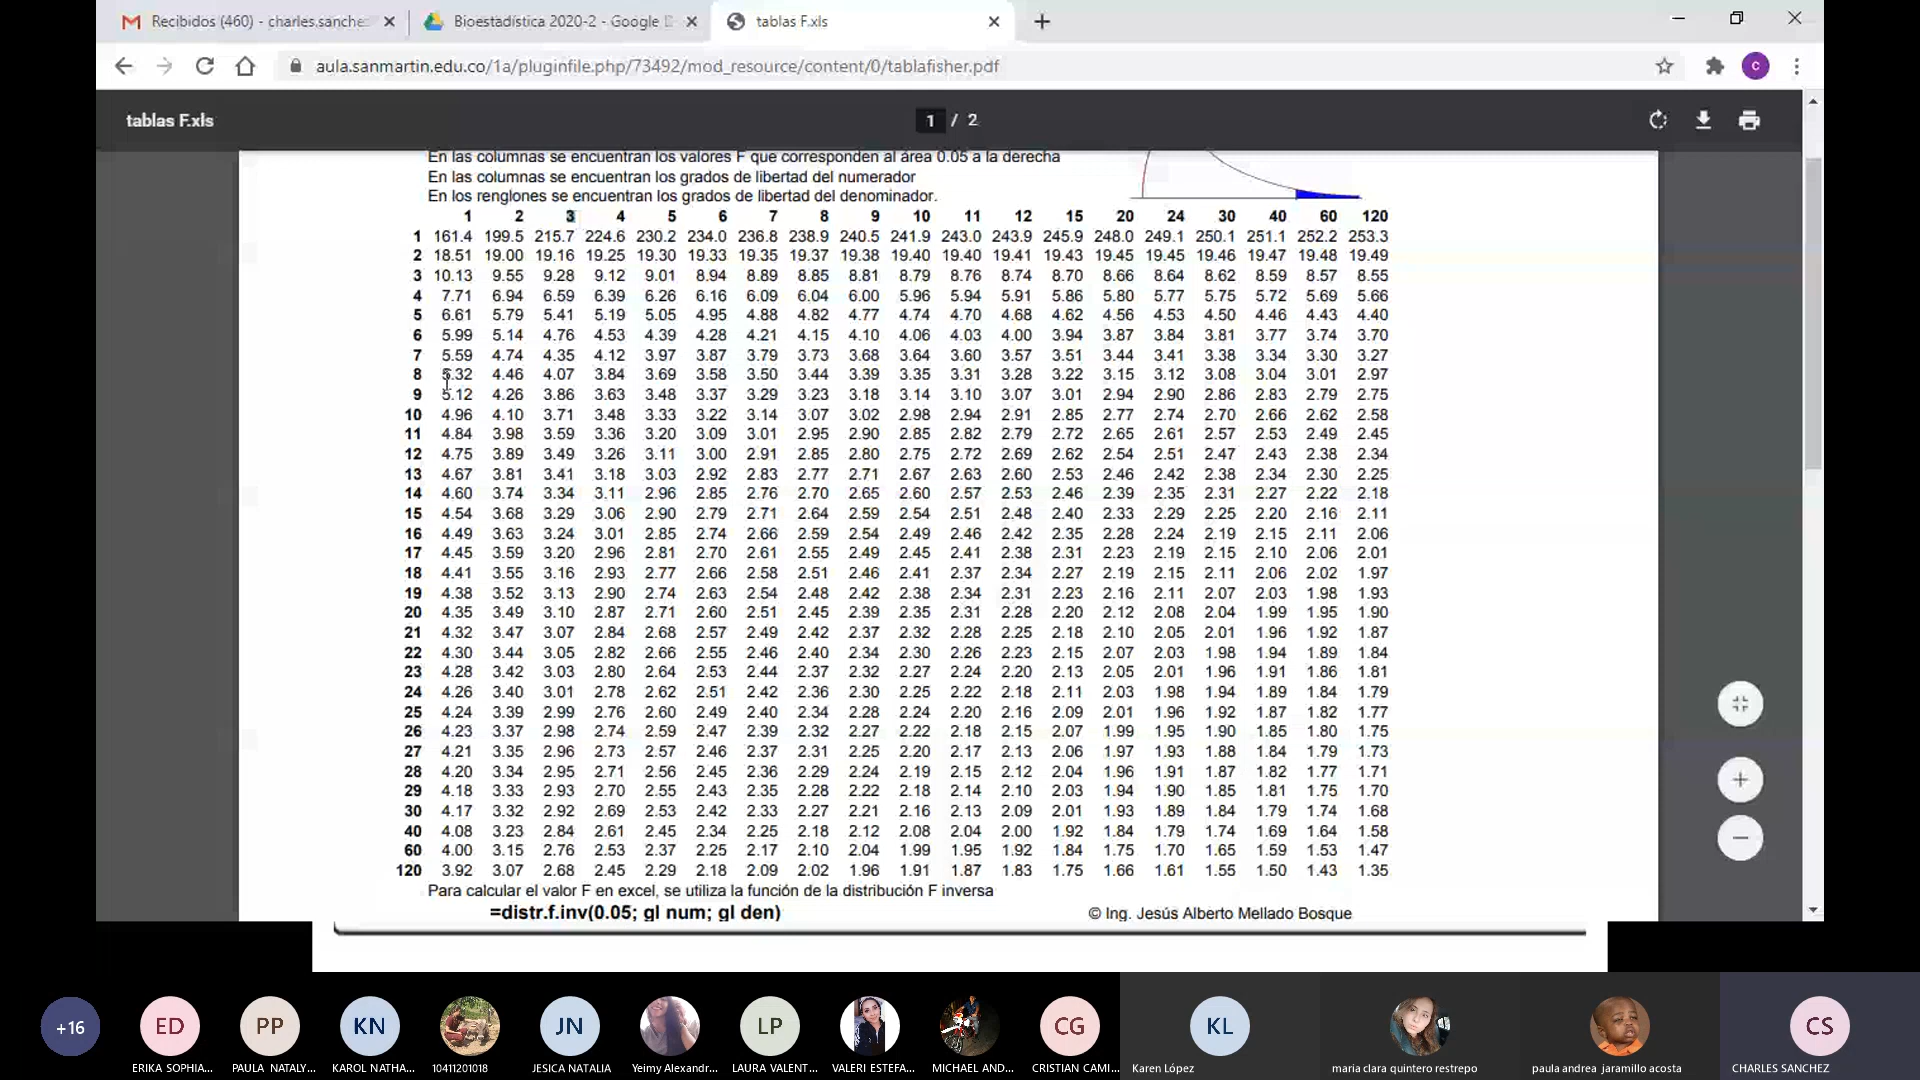 Recibidos (460) - charles.sanche
Bioestadística 2020-2 - Google D
tablas F.xls
aula.sanmartin.edu.co/1a/pluginfile.php/73492/mod_resource/content/0/tablafisher.pdf
C
tablas F.xls
1 / 2
En las columnas se encuentran los valores F que corresponden al área 0.05 a la derecha
En las columnas se encuentran los grados de libertad del numerador
En los renglones se encuentran los grados de libertad del denominador.
1 2 3 4 5 6 7 8 9 10 11 12 15 20 24 30 40 60 120
1 161.4 199.5 215.7 224.6 230.2 234.0 236.8 238.9 240.5 241.9 243.0 243.9 245.9 248.0 249.1 250.1 251.1 252.2 253.3
2 18.51 19.00 19.16 19.25 19.30 19.33 19.35 19.37 19.38 19.40 19.40 19.41 19.43 19.45 19.45 19.46 19.47 19.48 19.49
3 10.13 9.55 9.28 9.12 9.01 8.94 8.89 8.85 8.81 8.79 8.76 8.74 8.70 8.66 8.64 8.62 8.59 8.57 8.55
4 7.71 6.94 6.59 6.39 6.26 6.16 6.09 6.04 6.00 5.96 5.94 5.91 5.86 5.80 5.77 5.75 5.72 5.69 5.66
5 6.61 5.79 5.41 5.19 5.05 4.95 4.88 4.82 4.77 4.74 4.70 4.68 4.62 4.56 4.53 4.50 4.46 4.43 4.40
6 5.99 5.14 4.76 4.53 4.39 4.28 4.21 4.15 4.10 4.06 4.03 4.00 3.94 3.87 3.84 3.81 3.77 3.74 3.70
7 5.59 4.74 4.35 4.12 3.97 3.87 3.79 3.73 3.68 3.64 3.60 3.57 3.51 3.44 3.41 3.38 3.34 3.30 3.27
8 5.32 4.46 4.07 3.84 3.69 3.58 3.50 3.44 3.39 3.35 3.31 3.28 3.22 3.15 3.12 3.08 3.04 3.01 2.97
9 5.12 4.26 3.86 3.63 3.48 3.37 3.29 3.23 3.18 3.14 3.10 3.07 3.01 2.94 2.90 2.86 2.83 2.79 2.75
10 4.96 4.10 3.71 3.48 3.33 3.22 3.14 3.07 3.02 2.98 2.94 2.91 2.85 2.77 2.74 2.70 2.66 2.62 2.58
11 4.84 3.98 3.59 3.36 3.20 3.09 3.01 2.95 2.90 2.85 2.82 2.79 2.72 2.65 2.61 2.57 2.53 2.49 2.45
12 4.75 3.89 3.49 3.26 3.11 3.00 2.91 2.85 2.80 2.75 2.72 2.69 2.62 2.54 2.51 2.47 2.43 2.38 2.34
13 4.67 3.81 3.41 3.18 3.03 2.92 2.83 2.77 2.71 2.67 2.63 2.60 2.53 2.46 2.42 2.38 2.34 2.30 2.25
14 4.60 3.74 3.34 3.11 2.96 2.85 2.76 2.70 2.65 2.60 2.57 2.53 2.46 2.39 2.35 2.31 2.27 2.22 2.18
15 4.54 3.68 3.29 3.06 2.90 2.79 2.71 2.64 2.59 2.54 2.51 2.48 2.40 2.33 2.29 2.25 2.20 2.16 2.11
16 4.49 3.63 3.24 3.01 2.85 2.74 2.66 2.59 2.54 2.49 2.46 2.42 2.35 2.28 2.24 2.19 2.15 2.11 2.06
17 4.45 3.59 3.20 2.96 2.81 2.70 2.61 2.55 2.49 2.45 2.41 2.38 2.31 2.23 2.19 2.15 2.10 2.06 2.01
18 4.41 3.55 3.16 2.93 2.77 2.66 2.58 2.51 2.46 2.41 2.37 2.34 2.27 2.19 2.15 2.11 2.06 2.02 1.97
19 4.38 3.52 3.13 2.90 2.74 2.63 2.54 2.48 2.42 2.38 2.34 2.31 2.23 2.16 2.11 2.07 2.03 1.98 1.93
20 4.35 3.49 3.10 2.87 2.71 2.60 2.51 2.45 2.39 2.35 2.31 2.28 2.20 2.12 2.08 2.04 1.99 1.95 1.90
21 4.32 3.47 3.07 2.84 2.68 2.57 2.49 2.42 2.37 2.32 2.28 2.25 2.18 2.10 2.05 2.01 1.96 1.92 1.87
22 4.30 3.44 3.05 2.82 2.66 2.55 2.46 2.40 2.34 2.30 2.26 2.23 2.15 2.07 2.03 1.98 1.94 1.89 1.84
23 4.28 3.42 3.03 2.80 2.64 2.53 2.44 2.37 2.32 2.27 2.24 2.20 2.13 2.05 2.01 1.96 1.91 1.86 1.81
24 4.26 3.40 3.01 2.78 2.62 2.51 2.42 2.36 2.30 2.25 2.22 2.18 2.11 2.03 1.98 1.94 1.89 1.84 1.79
25 4.24 3.39 2.99 2.76 2.60 2.49 2.40 2.34 2.28 2.24 2.20 2.16 2.09 2.01 1.96 1.92 1.87 1.82 1.77
26 4.23 3.37 2.98 2.74 2.59 2.47 2.39 2.32 2.27 2.22 2.18 2.15 2.07 1.99 1.95 1.90 1.85 1.80 1.75
27 4.21 3.35 2.96 2.73 2.57 2.46 2.37 2.31 2.25 2.20 2.17 2.13 2.06 1.97 1.93 1.88 1.84 1.79 1.73
28 4.20 3.34 2.95 2.71 2.56 2.45 2.36 2.29 2.24 2.19 2.15 2.12 2.04 1.96 1.91 1.87 1.82 1.77 1.71
29 4.18 3.33 2.93 2.70 2.55 2.43 2.35 2.28 2.22 2.18 2.14 2.10 2.03 1.94 1.90 1.85 1.81 1.75 1.70
30 4.17 3.32 2.92 2.69 2.53 2.42 2.33 2.27 2.21 2.16 2.13 2.09 2.01 1.93 1.89 1.84 1.79 1.74 1.68
40 4.08 3.23 2.84 2.61 2.45 2.34 2.25 2.18 2.12 2.08 2.04 2.00 1.92 1.84 1.79 1.74 1.69 1.64 1.58
60 4.00 3.15 2.76 2.53 2.37 2.25 2.17 2.10 2.04 1.99 1.95 1.92 1.84 1.75 1.70 1.65 1.59 1.53 1.47
120 3.92 3.07 2.68 2.45 2.29 2.18 2.09 2.02 1.96 1.91 1.87 1.83 1.75 1.66 1.61 1.55 1.50 1.43 1.35
Para calcular el valor F en excel, se utiliza la función de la distribución F inversa
=distr.f.inv(0.05; gl num; gl den)
© Ing. Jesús Alberto Mellado Bosque
+16 ED PP KN JN LP CG KL CS
ERIKA SOPHIA... PAULA NATALY... KAROL NATHA... 10411201018 JESICA NATALIA Yeimy Alexandr... LAURA VALENT... VALERI ESTEFA... MICHAEL AND... CRISTIAN CAMI... Karen López maria clara quintero restrepo paula andrea jaramillo acosta CHARLES SANCHEZ